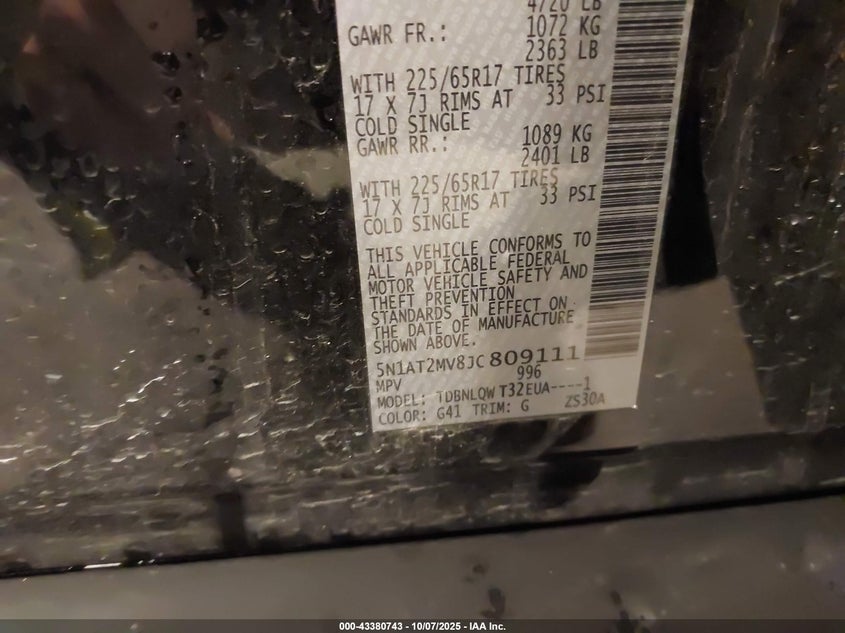 4720 LB
GAWR FR.: 1072 KG
2363 LB
WITH 225/65R17 TIRES
17 X 7J RIMS AT 33 PSI
COLD SINGLE
GAWR RR.: 1089 KG
2401 LB
WITH 225/65R17 TIRES
17 X 7J RIMS AT 33 PSI
COLD SINGLE
THIS VEHICLE CONFORMS TO
ALL APPLICABLE FEDERAL
MOTOR VEHICLE SAFETY AND
THEFT PREVENTION
STANDARDS IN EFFECT ON
THE DATE OF MANUFACTURE
SHOWN ABOVE.
5N1AT2MV8JC809111
MPV 996
MODEL: TDBNLQW T32EUA----1
COLOR: G41 TRIM: G ZS30A
000-43380743 | 10/07/2025 - IAA Inc.